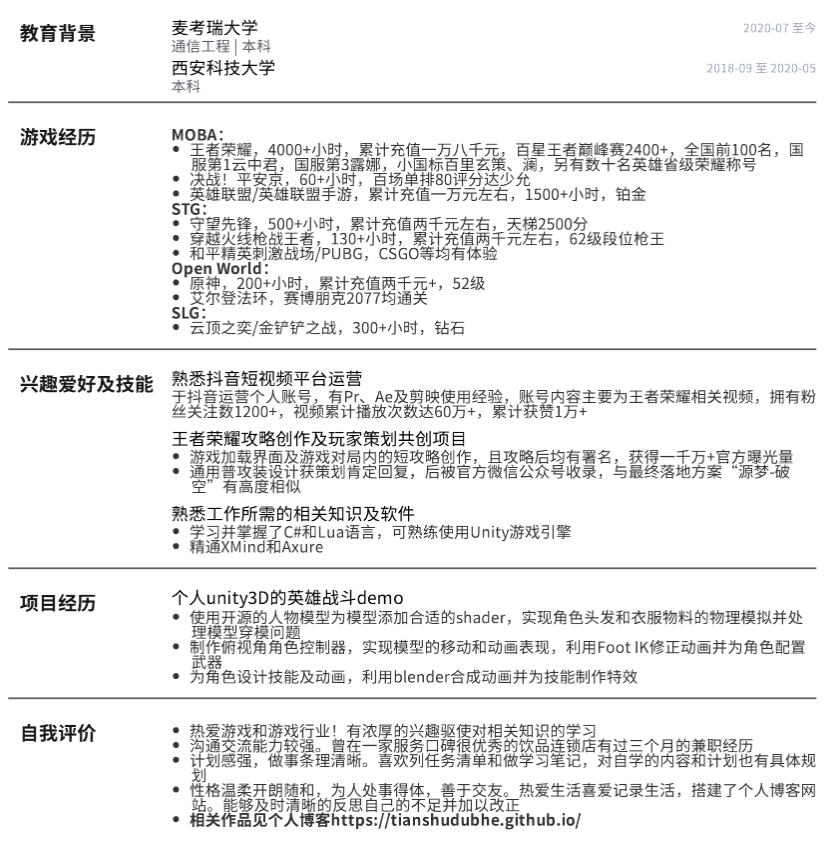 教育背景
麦考瑞大学
2020-07 至今
通信工程 | 本科
西安科技大学
2018-09 至 2020-05
本科
游戏经历
MOBA：
• 王者荣耀，4000+小时，累计充值一万八千元，百星王者巅峰赛2400+，全国前100名，国
服第1云中君，国服第3露娜，小国标百里玄策、澜，另有数十名英雄省级荣耀称号
• 决战！平安京，60+小时，百场单排80评分达少允
• 英雄联盟/英雄联盟手游，累计充值一万元左右，1500+小时，铂金
STG：
• 守望先锋，500+小时，累计充值两千元左右，天梯2500分
• 穿越火线枪战王者，130+小时，累计充值两千元左右，62级段位枪王
• 和平精英刺激战场/PUBG，CSGO等均有体验
Open World：
• 原神，200+小时，累计充值两千元+，52级
• 艾尔登法环，赛博朋克2077均通关
SLG：
• 云顶之奕/金铲铲之战，300+小时，钻石
兴趣爱好及技能
熟悉抖音短视频平台运营
于抖音运营个人账号，有Pr、Ae及剪映使用经验，账号内容主要为王者荣耀相关视频，拥有粉
丝关注数1200+，视频累计播放次数达60万+，累计获赞1万+
王者荣耀攻略创作及玩家策划共创项目
• 游戏加载界面及游戏对局内的短攻略创作，且攻略后均有署名，获得一千万+官方曝光量
• 通用普攻装设计获策划肯定回复，后被官方微信公众号收录，与最终落地方案“源梦-破
空”有高度相似
熟悉工作所需的相关知识及软件
• 学习并掌握了C#和Lua语言，可熟练使用Unity游戏引擎
• 精通XMind和Axure
项目经历
个人unity3D的英雄战斗demo
• 使用开源的人物模型为模型添加合适的shader，实现角色头发和衣服物料的物理模拟并处
理模型穿模问题
• 制作俯视角角色控制器，实现模型的移动和动画表现，利用Foot IK修正动画并为角色配置
武器
• 为角色设计技能及动画，利用blender合成动画并为技能制作特效
自我评价
• 热爱游戏和游戏行业！有浓厚的兴趣驱使对相关知识的学习
• 沟通交流能力较强。曾在一家服务口碑很优秀的饮品连锁店有过三个月的兼职经历
• 计划感强，做事条理清晰。喜欢列任务清单和做学习笔记，对自学的内容和计划也有具体规
划
• 性格温柔开朗随和，为人处事得体，善于交友。热爱生活喜爱记录生活，搭建了个人博客网
站。能够及时清晰的反思自己的不足并加以改正
• 相关作品见个人博客https://tianshudubhe.github.io/